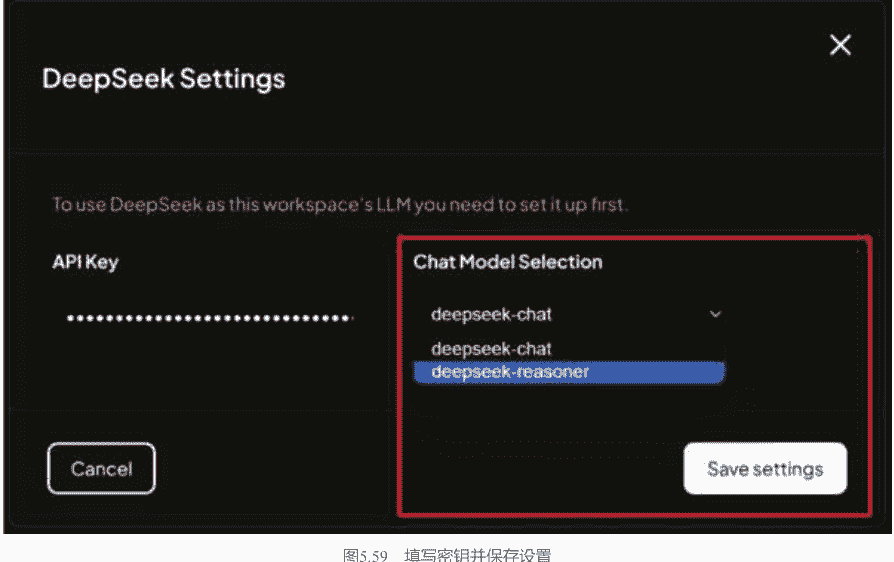 DeepSeek Settings
To use DeepSeek as this workspace's LLM you need to set it up first.
API Key
Chat Model Selection
deepseek-chat
deepseek-chat
deepseek-reasoner
Cancel
Save settings
图5.59 填写密钥并保存设置